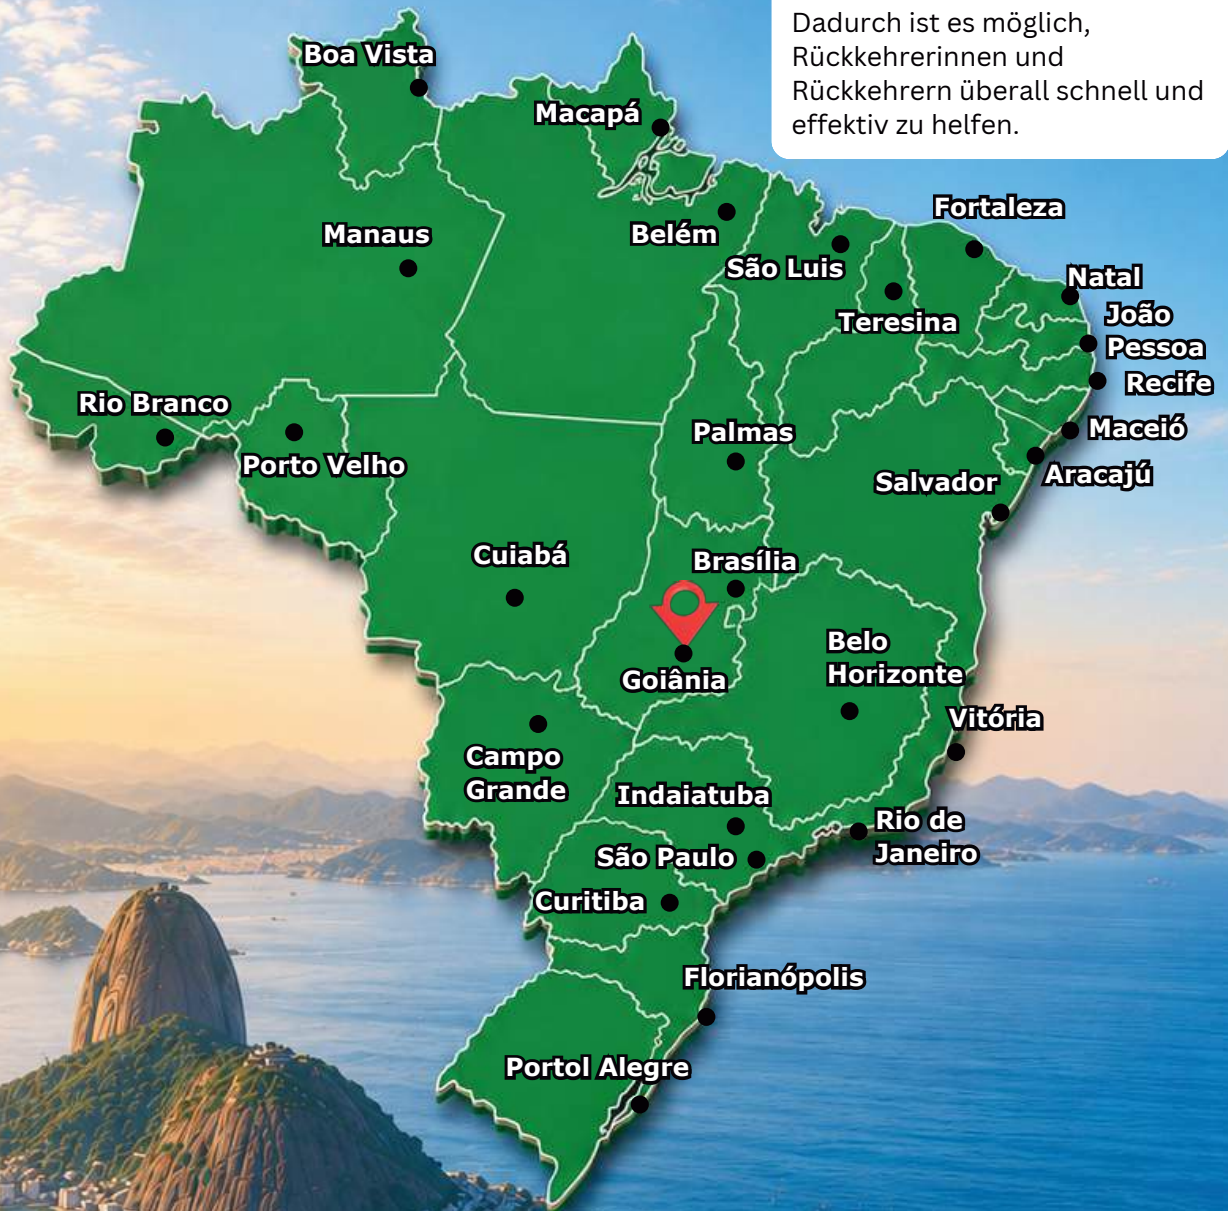 Dadurch ist es möglich,
Rückkehrerinnen und
Rückkehrern überall schnell und
effektiv zu helfen.
Boa Vista
Macapá
Manaus
Belém
Fortaleza
São Luis
Natal
Teresina
João
Pessoa
Recife
Rio Branco
Porto Velho
Palmas
Maceió
Aracajú
Salvador
Cuiabá
Brasília
Goiânia
Belo
Horizonte
Vitória
Campo
Grande
Indaiatuba
Rio de
Janeiro
São Paulo
Curitiba
Florianópolis
Portol Alegre